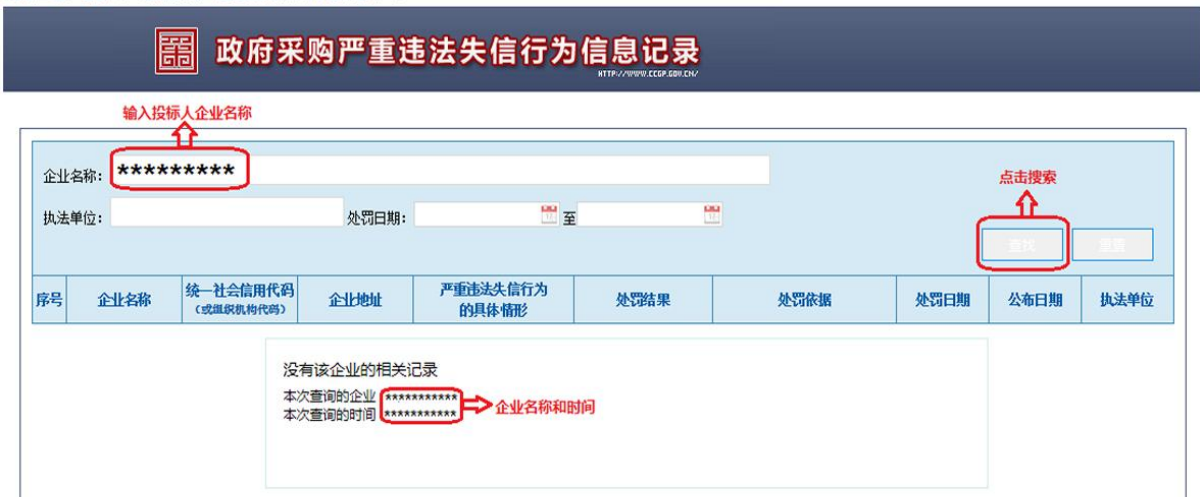 政府采购严重违法失信行为信息记录
HTTP://WWW.CCGP.GOV.CN/
输入投标人企业名称
企业名称: *********
点击搜索
执法单位: 处罚日期: 至
查找 重置
序号 企业名称 统一社会信用代码 (或组织机构代码) 企业地址 严重违法失信行为 的具体情形 处罚结果 处罚依据 处罚日期 公布日期 执法单位
没有该企业的相关记录
本次查询的企业 ***********
本次查询的时间 ***********
企业名称和时间